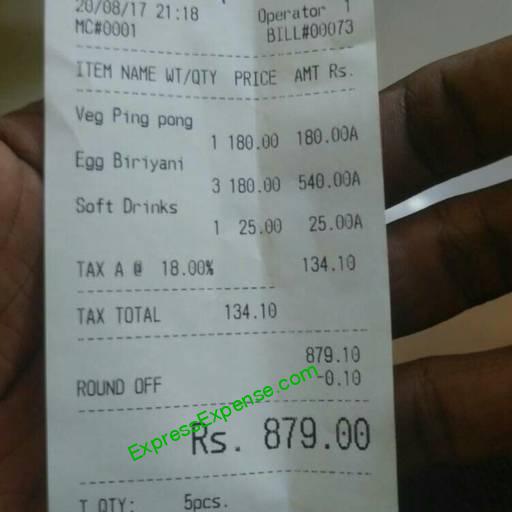 20/08/17 21:18 Operator 1
MC#0001 BILL#00073
ITEM NAME WT/QTY PRICE AMT Rs.
Veg Ping pong
1 180.00 180.00A
Egg Biriyani
3 180.00 540.00A
Soft Drinks
1 25.00 25.00A
TAX A @ 18.00% 134.10
TAX TOTAL 134.10
879.10
ROUND OFF -0.10
ExpressExpense.com
Rs. 879.00
T QTY: 5pcs.